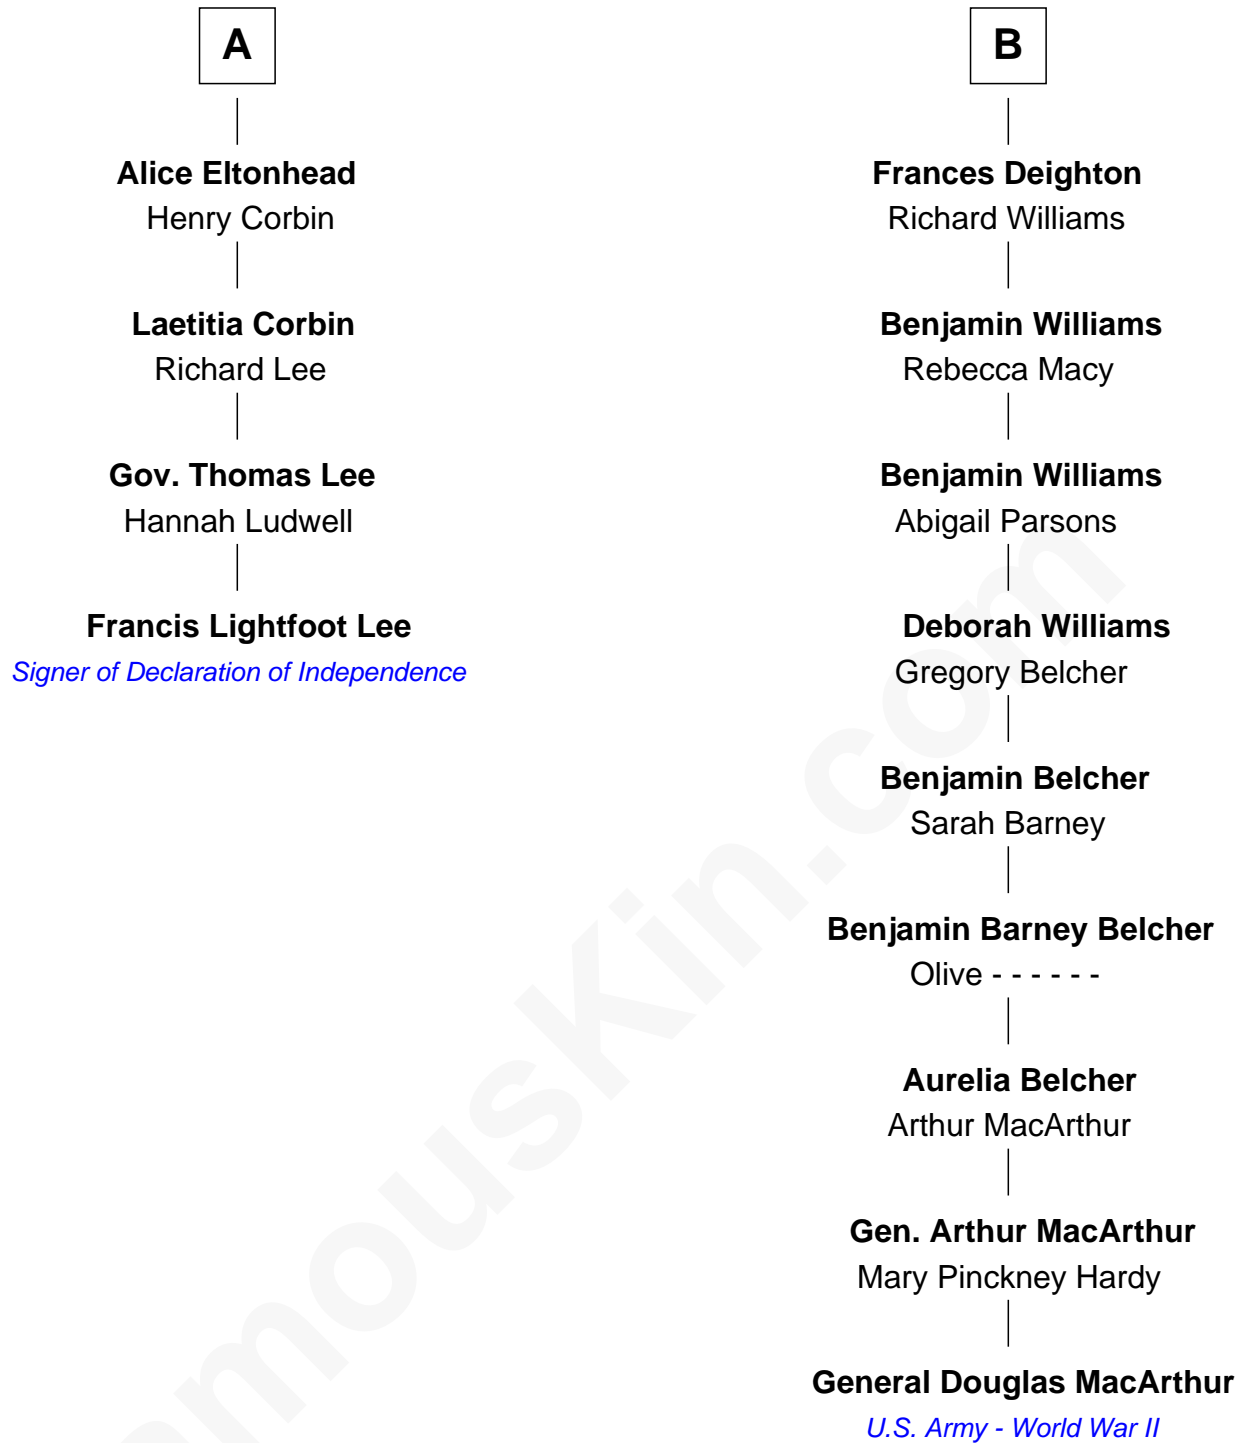 A
Alice Eltonhead
Henry Corbin
Laetitia Corbin
Richard Lee
Gov. Thomas Lee
Hannah Ludwell
Francis Lightfoot Lee
Signer of Declaration of Independence
B
Frances Deighton
Richard Williams
Benjamin Williams
Rebecca Macy
Benjamin Williams
Abigail Parsons
Deborah Williams
Gregory Belcher
Benjamin Belcher
Sarah Barney
Benjamin Barney Belcher
Olive - - - - - -
Aurelia Belcher
Arthur MacArthur
Gen. Arthur MacArthur
Mary Pinckney Hardy
General Douglas MacArthur
U.S. Army - World War II
amousKin.com